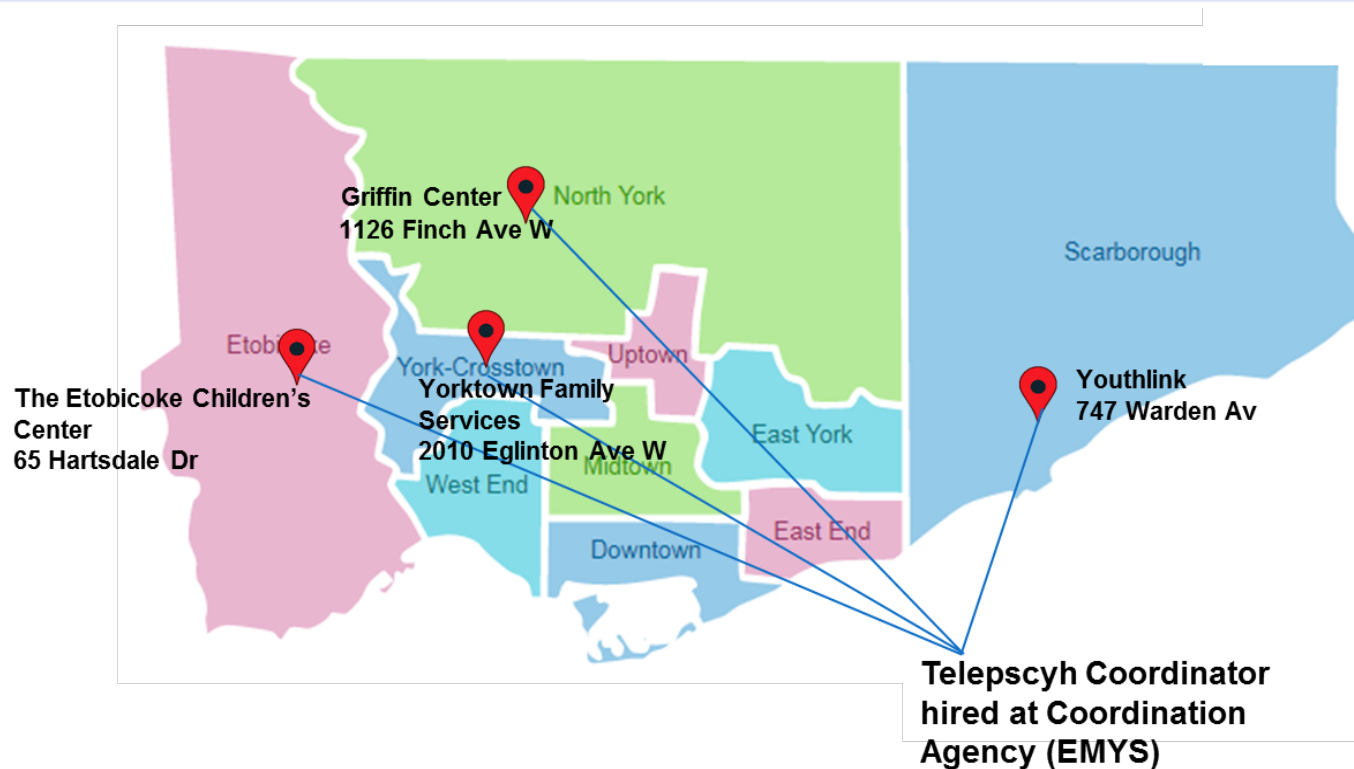 Griffin Center
1126 Finch Ave W
North York
Scarborough
Etobicoke
York-Crosstown
Uptown
The Etobicoke Children's
Center
65 Hartsdale Dr
Yorktown Family
Services
2010 Eglinton Ave W
Youthlink
747 Warden Av
East York
Midtown
West End
East End
Downtown
Telepscyh Coordinator
hired at Coordination
Agency (EMYS)